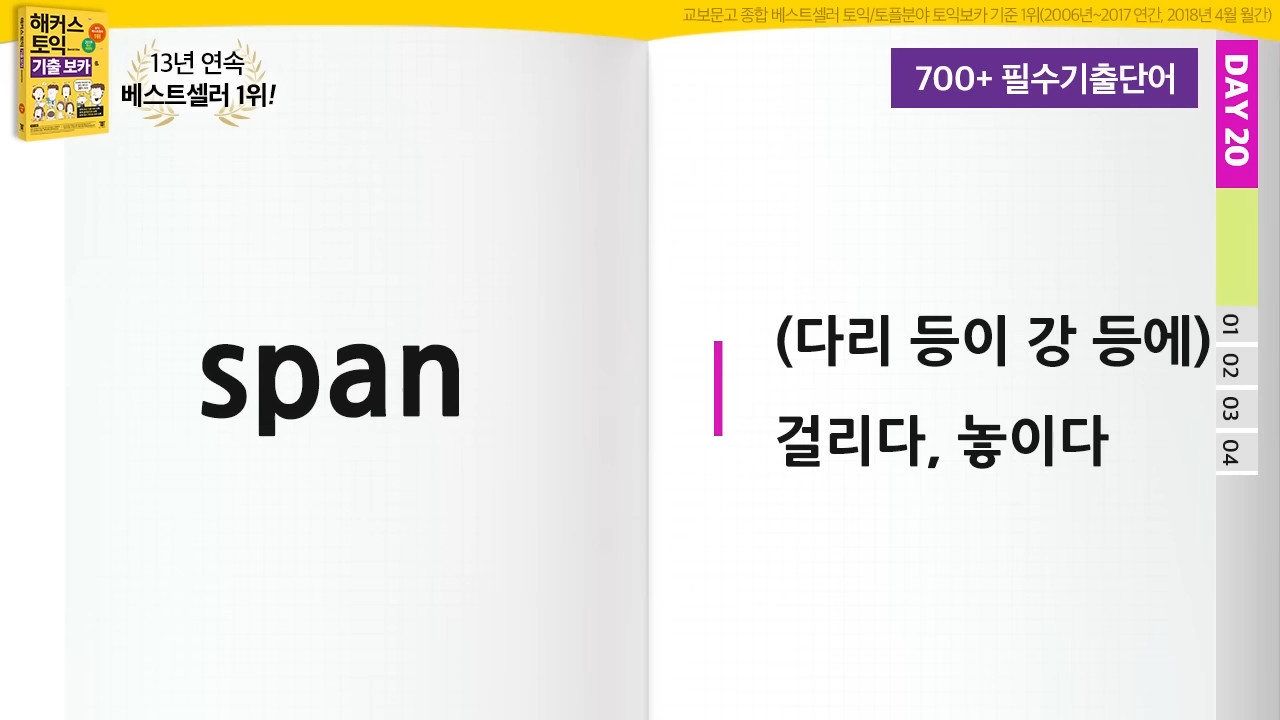 교보문고 종합 베스트셀러 토익/토플분야 토익보카 기준 1위(2006년~2017 연간, 2018년 4월 월간)
해커스
토익
기출 보카
13년 연속
베스트셀러 1위!
700+ 필수기출단어
DAY 20
span
(다리 등이 강 등에)
걸리다, 놓이다
01
02
03
04